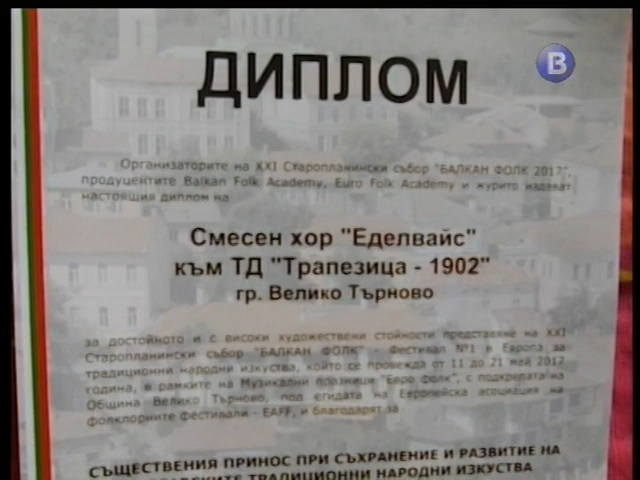 B
ДИПЛОМ
Организаторите на XXI Старопланински събор "БАЛКАН ФОЛК 2017",
продуцентите Balkan Folk Academy, Euro Folk Academy и журито издават
настоящия диплом на
Смесен хор "Еделвайс"
към ТД "Трапезица - 1902"
гр. Велико Търново
за достойното и с високи художествени стойности представяне на XXI
Старопланински събор "БАЛКАН ФОЛК" - Фестивал №1 в Европа за
традиционни народни изкуства, който се провежда от 11 до 21 май 2017
година, в рамките на Музикални празници "Евро фолк", с подкрепата на
Община Велико Търново, под егидата на Европейска асоциация на
фолклорните фестивали - EAFF, и благодарят за
СЪЩЕСТВЕНИЯ ПРИНОС ПРИ СЪХРАНЕНИЕ И РАЗВИТИЕ НА
ТРАДИЦИОННИ НАРОДНИ ИЗКУСТВА